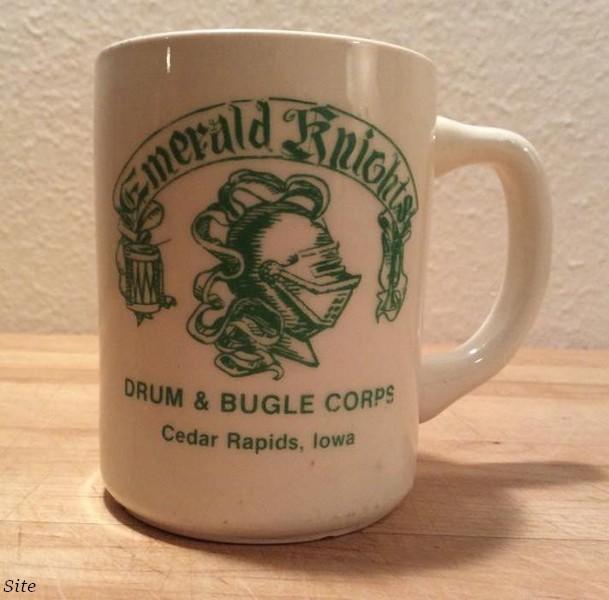 Emerald Knights
DRUM & BUGLE CORPS
Cedar Rapids, Iowa
Site